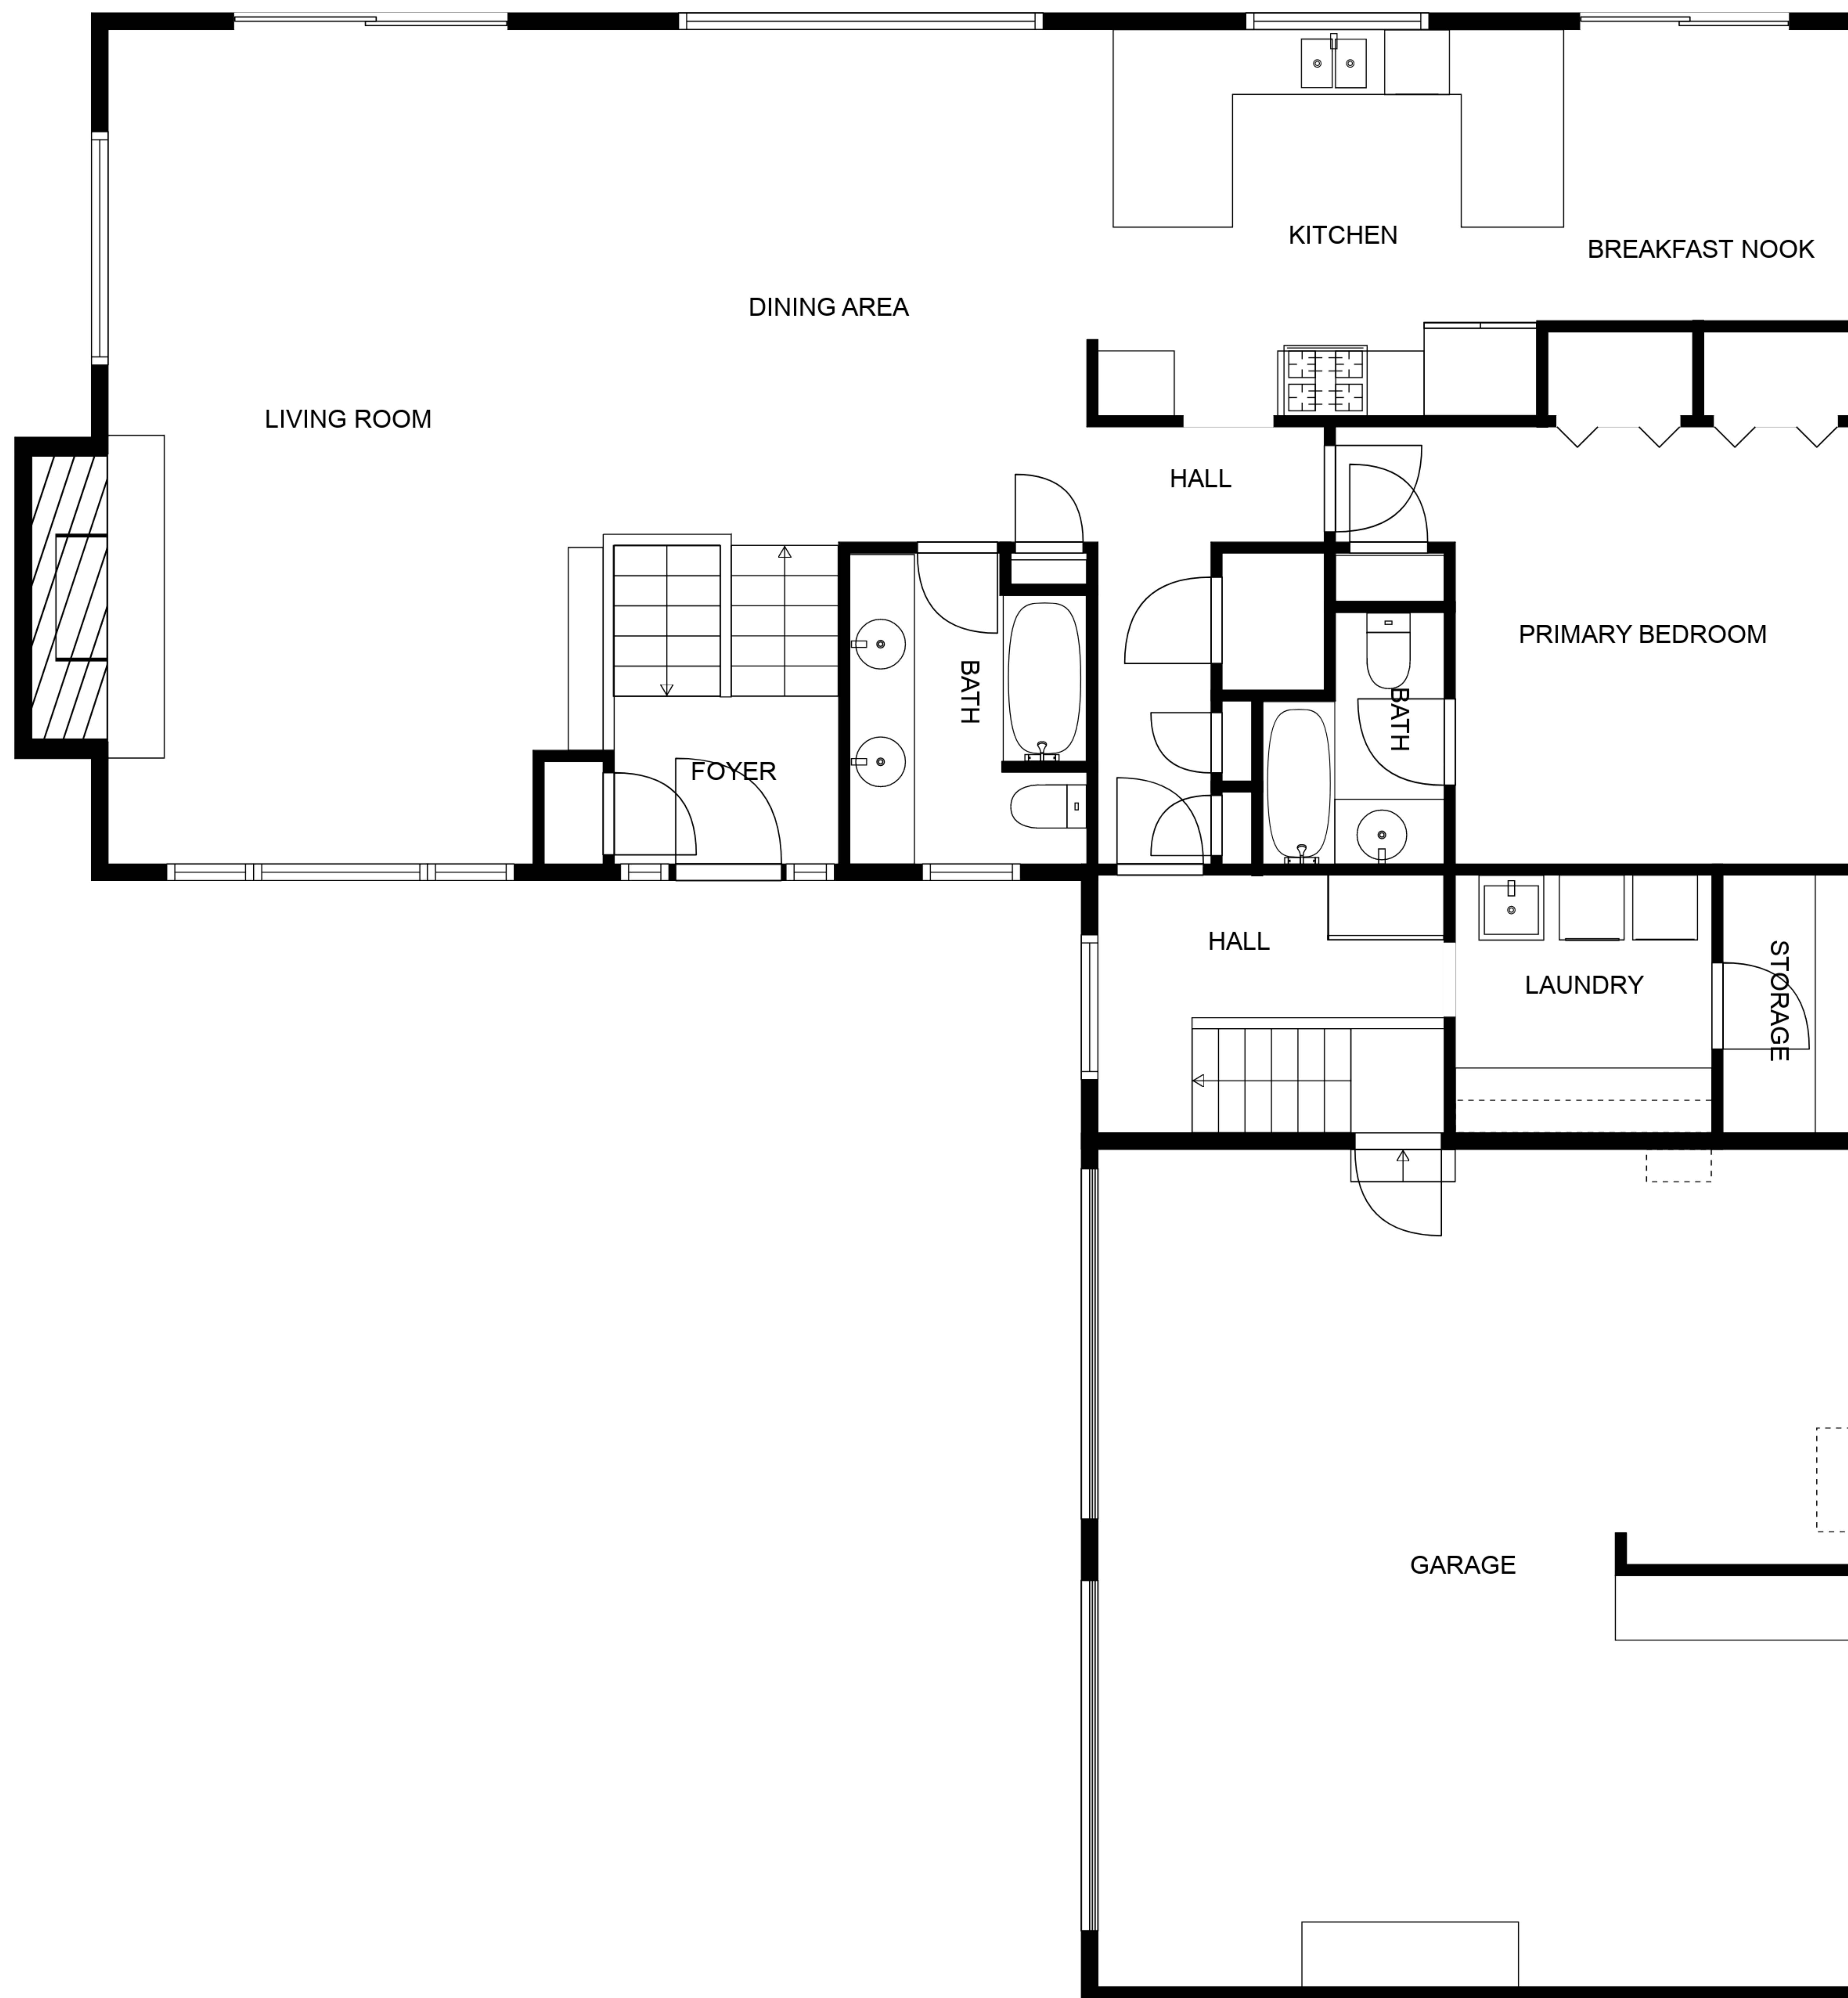 KITCHEN
BREAKFAST NOOK
DINING AREA
LIVING ROOM
HALL
PRIMARY BEDROOM
BATH
BATH
FOYER
HALL
LAUNDRY
STORAGE
GARAGE